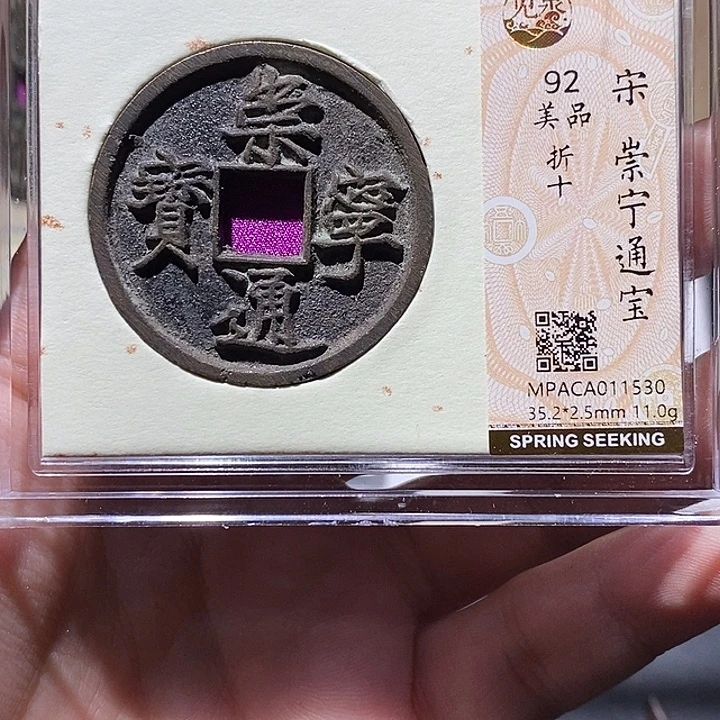 崇
寧
通
寶
宋 崇宁通宝
92
美品
折十
MPACA011530
35.2*2.5mm 11.0g
SPRING SEEKING